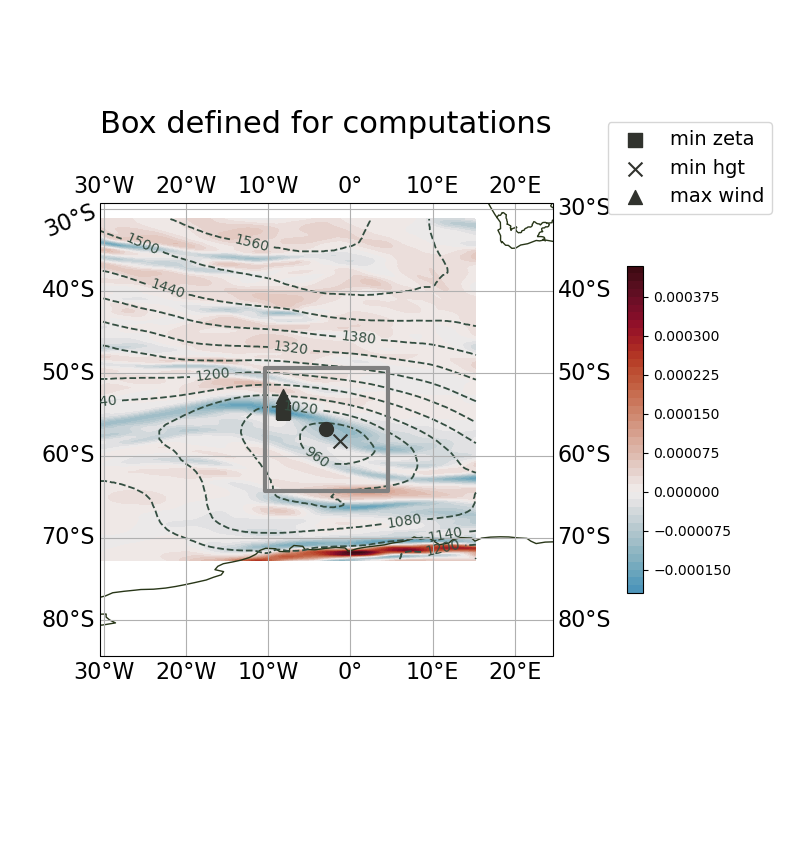 Box defined for computations
min zeta
min hgt
max wind
30°W 20°W 10°W 0° 10°E 20°E
30°S 30°S
1500 1560
1440
40°S 40°S
0.000375
1380
0.000300
1320
50°S 50°S
1200
0.000225
40 1020
0.000150
60°S 960 60°S
0.000075
0.000000
1080
70°S 1140 70°S
−0.000075
1200
−0.000150
80°S 80°S
30°W 20°W 10°W 0° 10°E 20°E